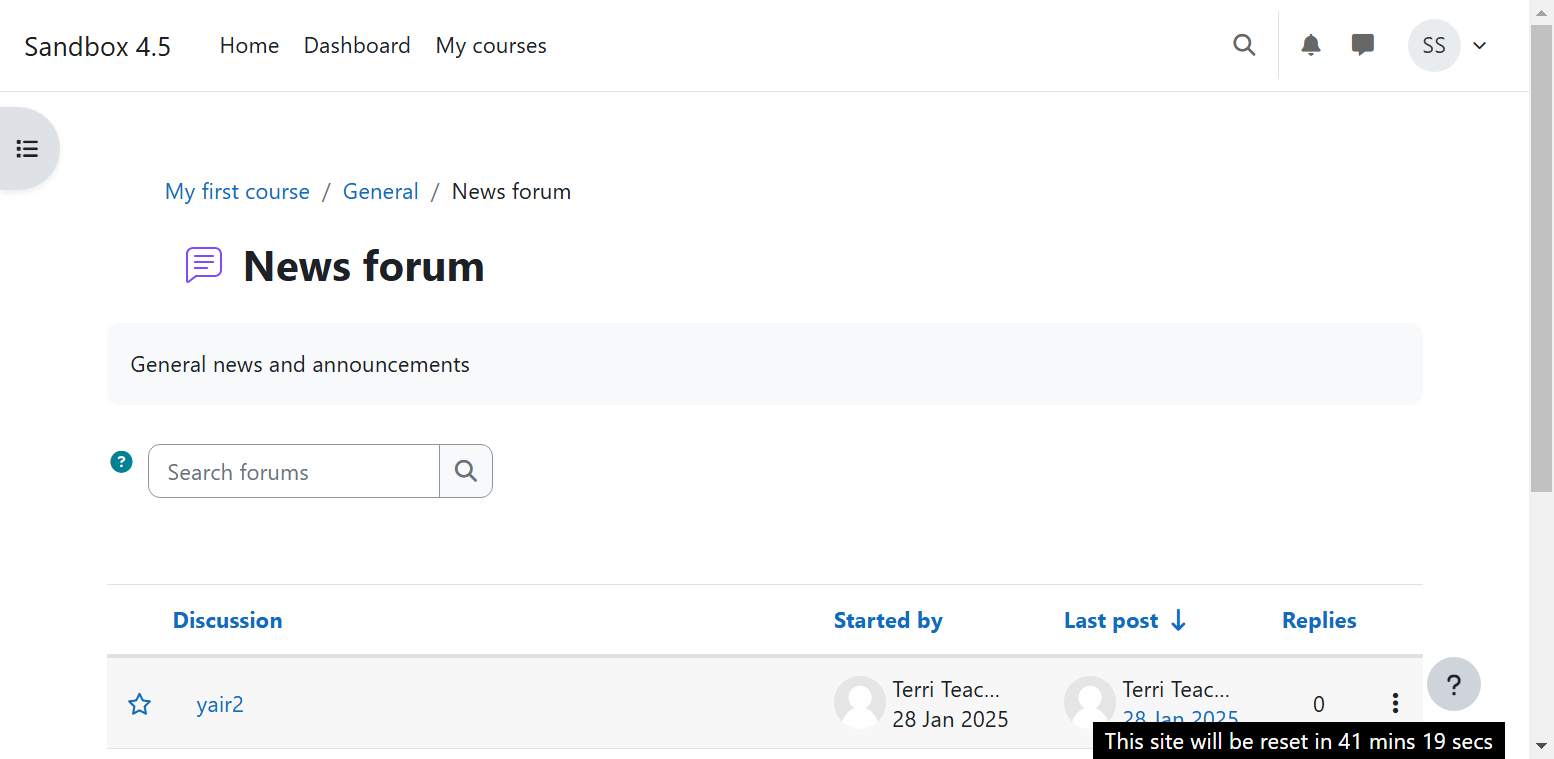 Sandbox 4.5 Home Dashboard My courses SS
My first course / General / News forum
News forum
General news and announcements
? Search forums
Discussion Started by Last post Replies
yair2 Terri Teac... Terri Teac... 0 ?
28 Jan 2025 28 Jan 2025
This site will be reset in 41 mins 19 secs